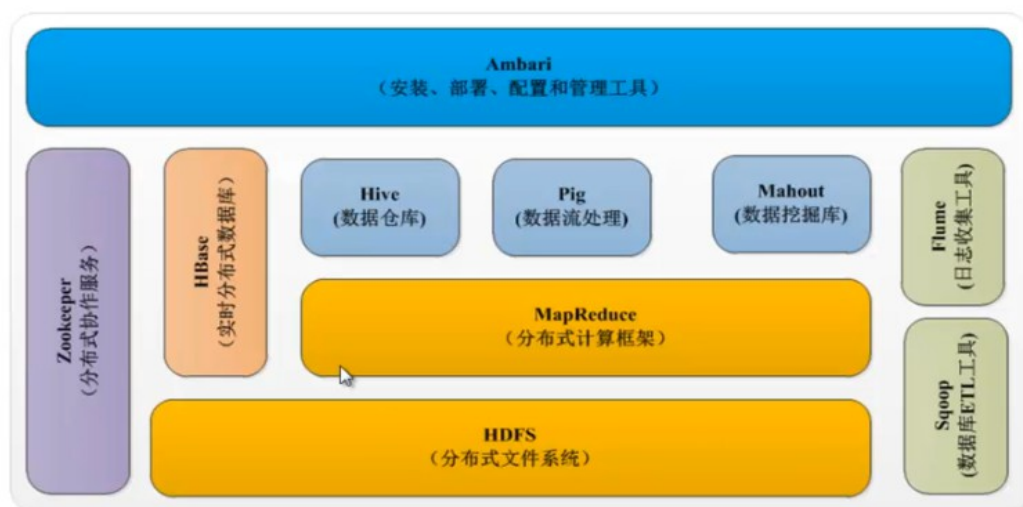 Ambari
（安装、部署、配置和管理工具）
Zookeeper
（分布式协作服务）
HBase
（实时分布式数据库）
Hive
(数据仓库)
Pig
(数据流处理)
Mahout
(数据挖掘库)
Flume
(日志收集工具)
MapReduce
（分布式计算框架）
Sqoop
(数据库ETL工具)
HDFS
（分布式文件系统）